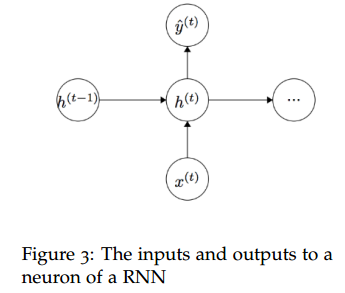 ŷ(t)
h(t−1) h(t) ...
x(t)
Figure 3: The inputs and outputs to a
neuron of a RNN